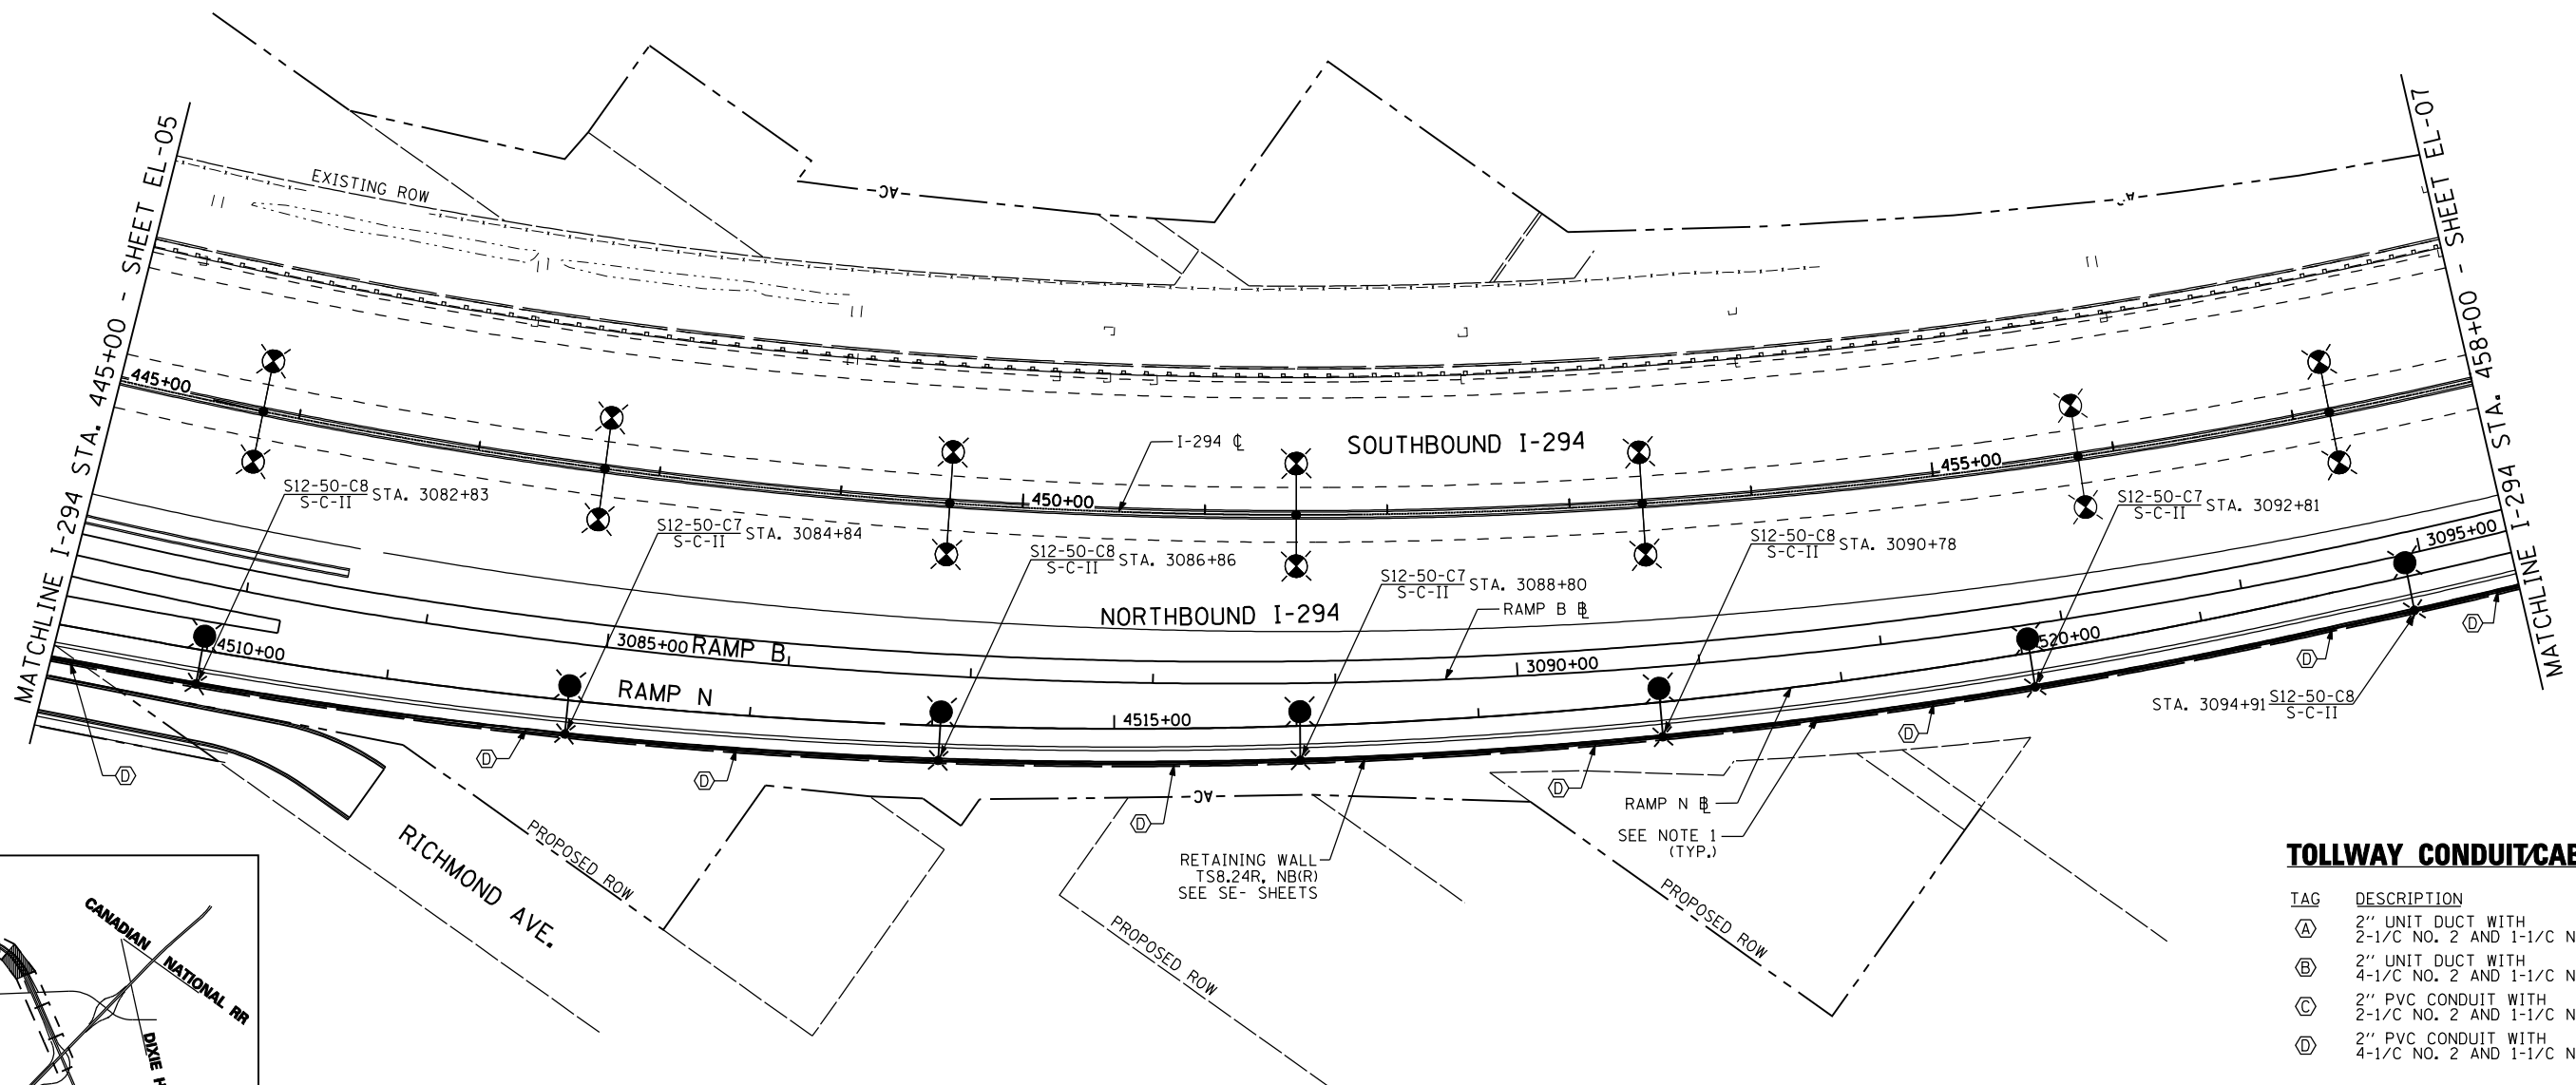 MATCHLINE I-294 STA. 445+00 - SHEET EL-05
EXISTING ROW
AC
A
MATCHLINE I-294 STA. 458+00 - SHEET EL-07
445+00
450+00
455+00
I-294 ℄
SOUTHBOUND I-294
NORTHBOUND I-294
S12-50-C8
S-C-II
STA. 3082+83
S12-50-C7
S-C-II
STA. 3084+84
S12-50-C8
S-C-II
STA. 3086+86
S12-50-C7
S-C-II
STA. 3088+80
S12-50-C8
S-C-II
STA. 3090+78
S12-50-C7
S-C-II
STA. 3092+81
STA. 3094+91
S12-50-C8
S-C-II
RAMP B BL
3085+00
RAMP B
3090+00
3095+00
4510+00
RAMP N
4515+00
520+00
D
D
D
D
D
D
D
D
AC
RAMP N BL
SEE NOTE 1
(TYP.)
RETAINING WALL
TS8.24R, NB(R)
SEE SE- SHEETS
RICHMOND AVE.
PROPOSED ROW
PROPOSED ROW
PROPOSED ROW
CANADIAN
NATIONAL RR
DIXIE H
TOLLWAY CONDUIT/CAB
TAG DESCRIPTION
A 2'' UNIT DUCT WITH
2-1/C NO. 2 AND 1-1/C N
B 2'' UNIT DUCT WITH
4-1/C NO. 2 AND 1-1/C N
C 2'' PVC CONDUIT WITH
2-1/C NO. 2 AND 1-1/C N
D 2'' PVC CONDUIT WITH
4-1/C NO. 2 AND 1-1/C N